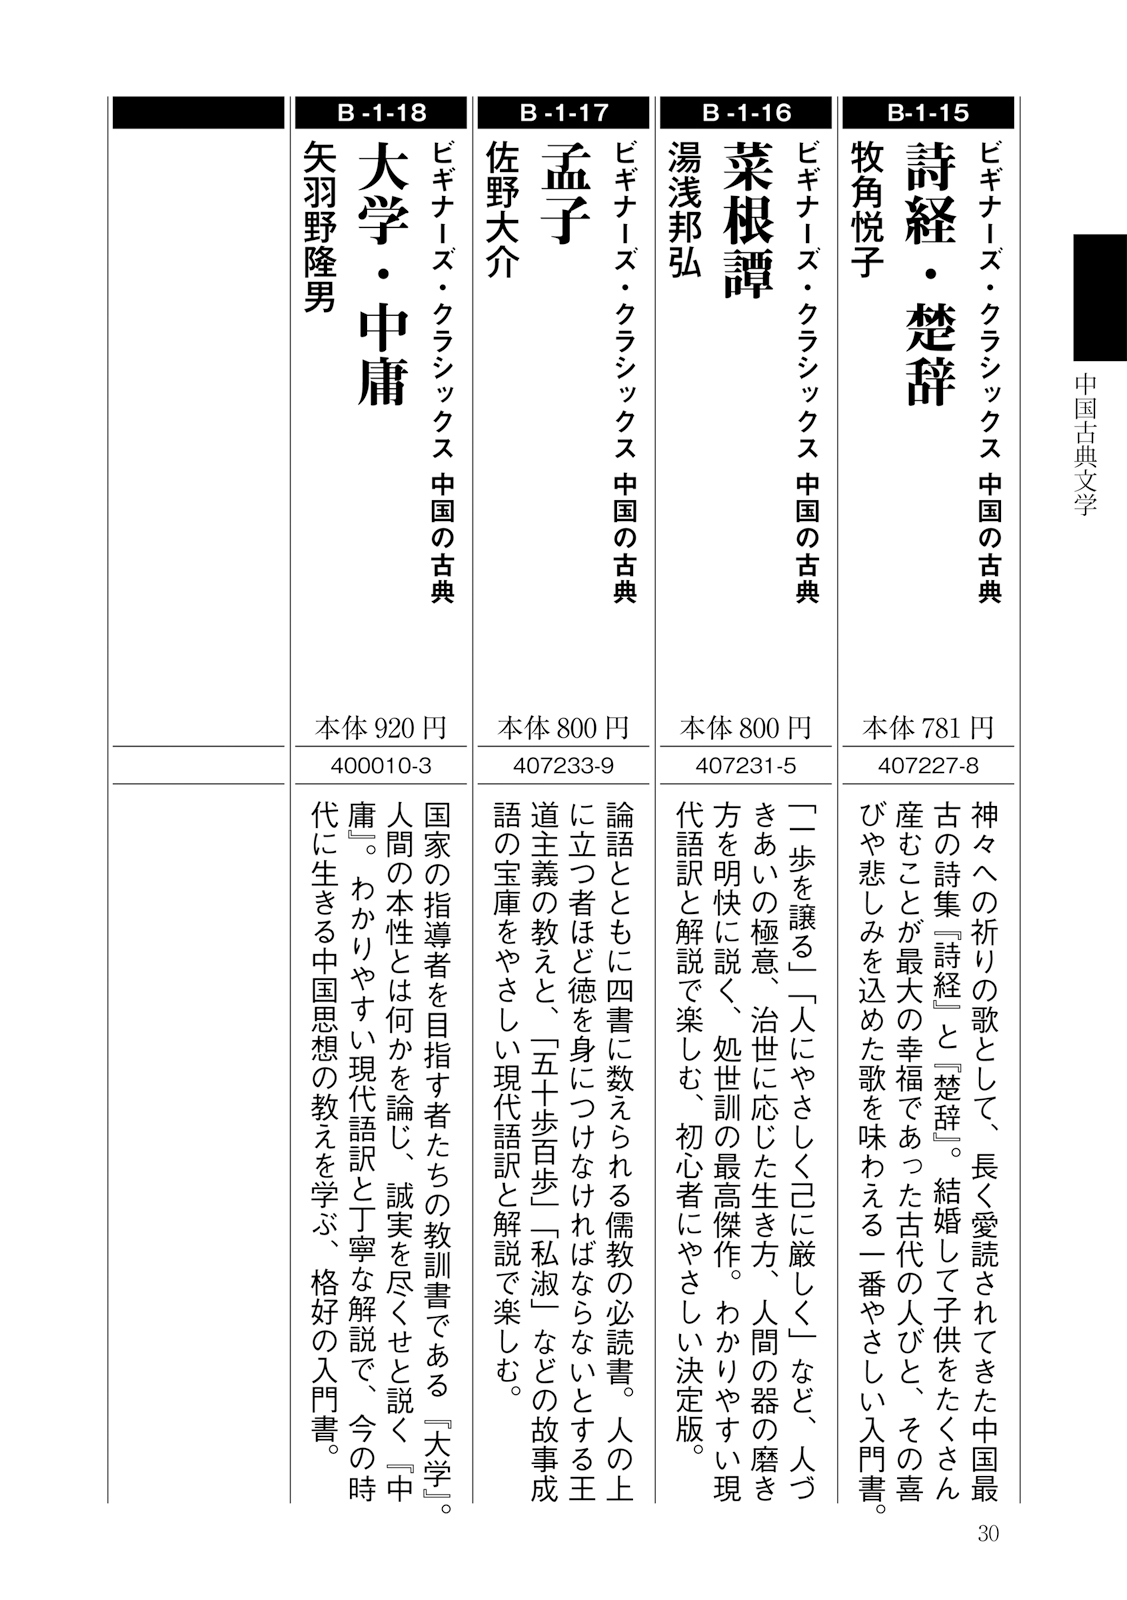 中国古典文学
B-1-15
ビギナーズ・クラシックス 中国の古典
詩経・楚辞
牧角悦子
本体 781 円
407227-8
神々への祈りの歌として、長く愛読されてきた中国最
古の詩集『詩経』と『楚辞』。結婚して子供をたくさん
産むことが最大の幸福であった古代の人びと、その喜
びや悲しみを込めた歌を味わえる一番やさしい入門書。
B -1-16
ビギナーズ・クラシックス 中国の古典
菜根譚
湯浅邦弘
本体 800 円
407231-5
「一歩を譲る」「人にやさしく己に厳しく」など、人づ
きあいの極意、治世に応じた生き方、人間の器の磨き
方を明快に説く、処世訓の最高傑作。わかりやすい現
代語訳と解説で楽しむ、初心者にやさしい決定版。
B -1-17
ビギナーズ・クラシックス 中国の古典
孟子
佐野大介
本体 800 円
407233-9
論語とともに四書に数えられる儒教の必読書。人の上
に立つ者ほど徳を身につけなければならないとする王
道主義の教えと、「五十歩百歩」「私淑」などの故事成
語の宝庫をやさしい現代語訳と解説で楽しむ。
B -1-18
ビギナーズ・クラシックス 中国の古典
大学・中庸
矢羽野隆男
本体 920 円
400010-3
国家の指導者を目指す者たちの教訓書である『大学』。
人間の本性とは何かを論じ、誠実を尽くせと説く『中
庸』。わかりやすい現代語訳と丁寧な解説で、今の時
代に生きる中国思想の教えを学ぶ、格好の入門書。
30